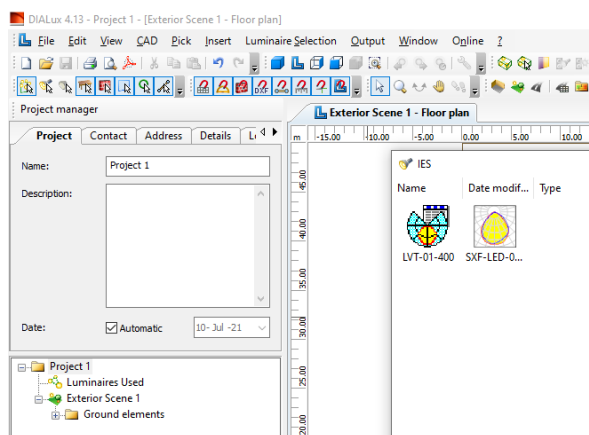 DIALux 4.13 - Project 1 - [Exterior Scene 1 - Floor plan]
File Edit View CAD Pick Insert Luminaire Selection Output Window Online ?
Project manager
Exterior Scene 1 - Floor plan
Project Contact Address Details
m -15.00 -10.00 -5.00 0.00 5.00 10.00
Name: Project 1
Description:
IES
Name Date modif... Type
LVT-01-400 SXF-LED-0...
45.00
40.00
35.00
30.00
25.00
20.00
Date: Automatic 10- Jul -21
Project 1
Luminaires Used
Exterior Scene 1
Ground elements